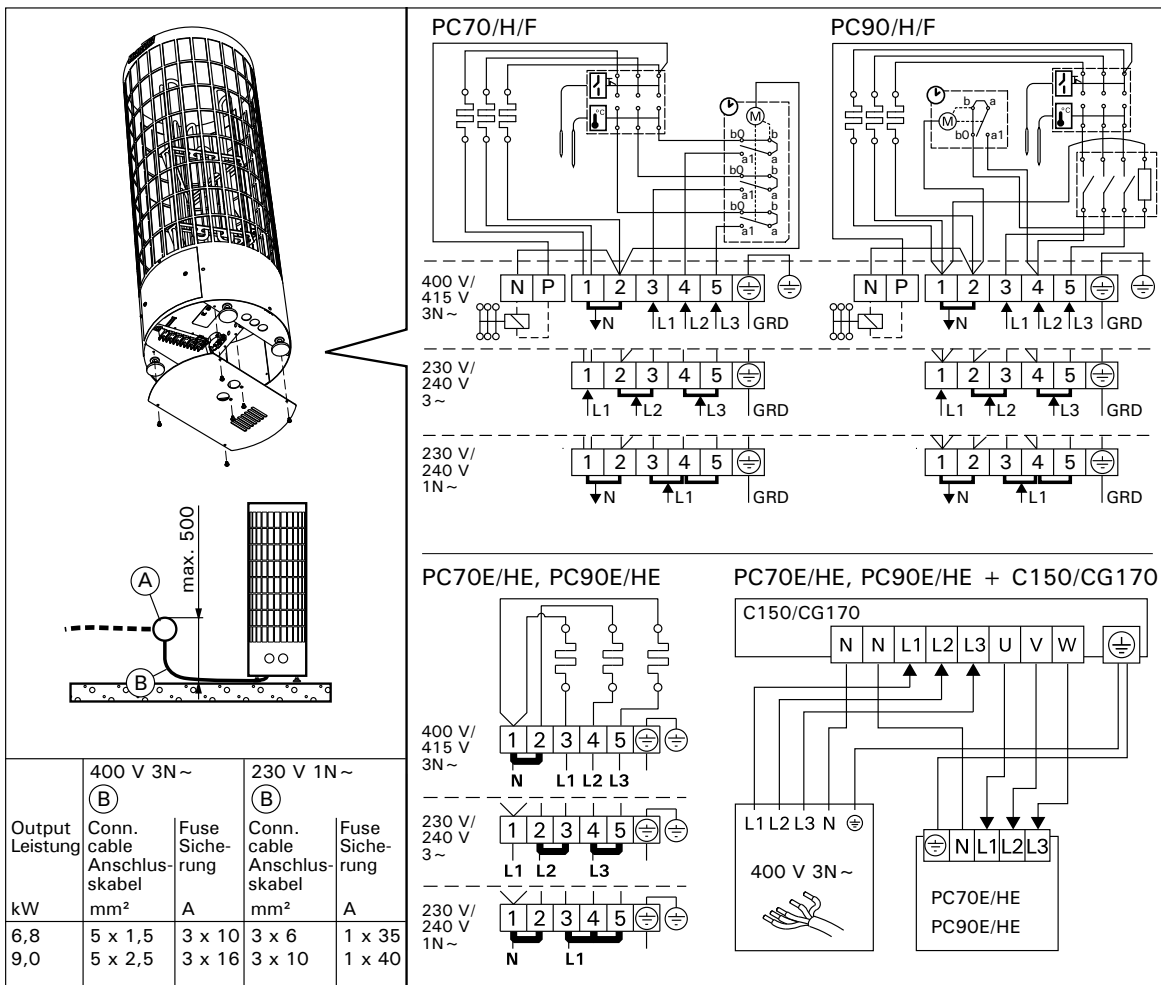 PC70/H/F
b0
b
a1
a
b0
b
a1
a
b0
b
a1
a
M
°C
400 V/
415 V
3N~
N P 1 2 3 4 5
N L1 L2 L3 GRD
230 V/
240 V
3~
1 2 3 4 5
L1 L2 L3 GRD
230 V/
240 V
1N~
1 2 3 4 5
N L1 GRD
PC90/H/F
M
b a
b0 a1
°C
N P 1 2 3 4 5
N L1 L2 L3 GRD
1 2 3 4 5
L1 L2 L3 GRD
1 2 3 4 5
N L1 GRD
max. 500
A
B
400 V 3N~ 230 V 1N~
B B
Output Conn. Fuse Conn. Fuse
Leistung cable Siche- cable Siche-
Anschlus- rung Anschlus- rung
skabel skabel
kW mm² A mm² A
6,8 5 x 1,5 3 x 10 3 x 6 1 x 35
9,0 5 x 2,5 3 x 16 3 x 10 1 x 40
PC70E/HE, PC90E/HE
400 V/
415 V
3N~
1 2 3 4 5
N L1 L2 L3
230 V/
240 V
3~
1 2 3 4 5
L1 L2 L3
230 V/
240 V
1N~
1 2 3 4 5
N L1
PC70E/HE, PC90E/HE + C150/CG170
C150/CG170
N N L1 L2 L3 U V W
L1 L2 L3 N
400 V 3N~
N L1 L2 L3
PC70E/HE
PC90E/HE